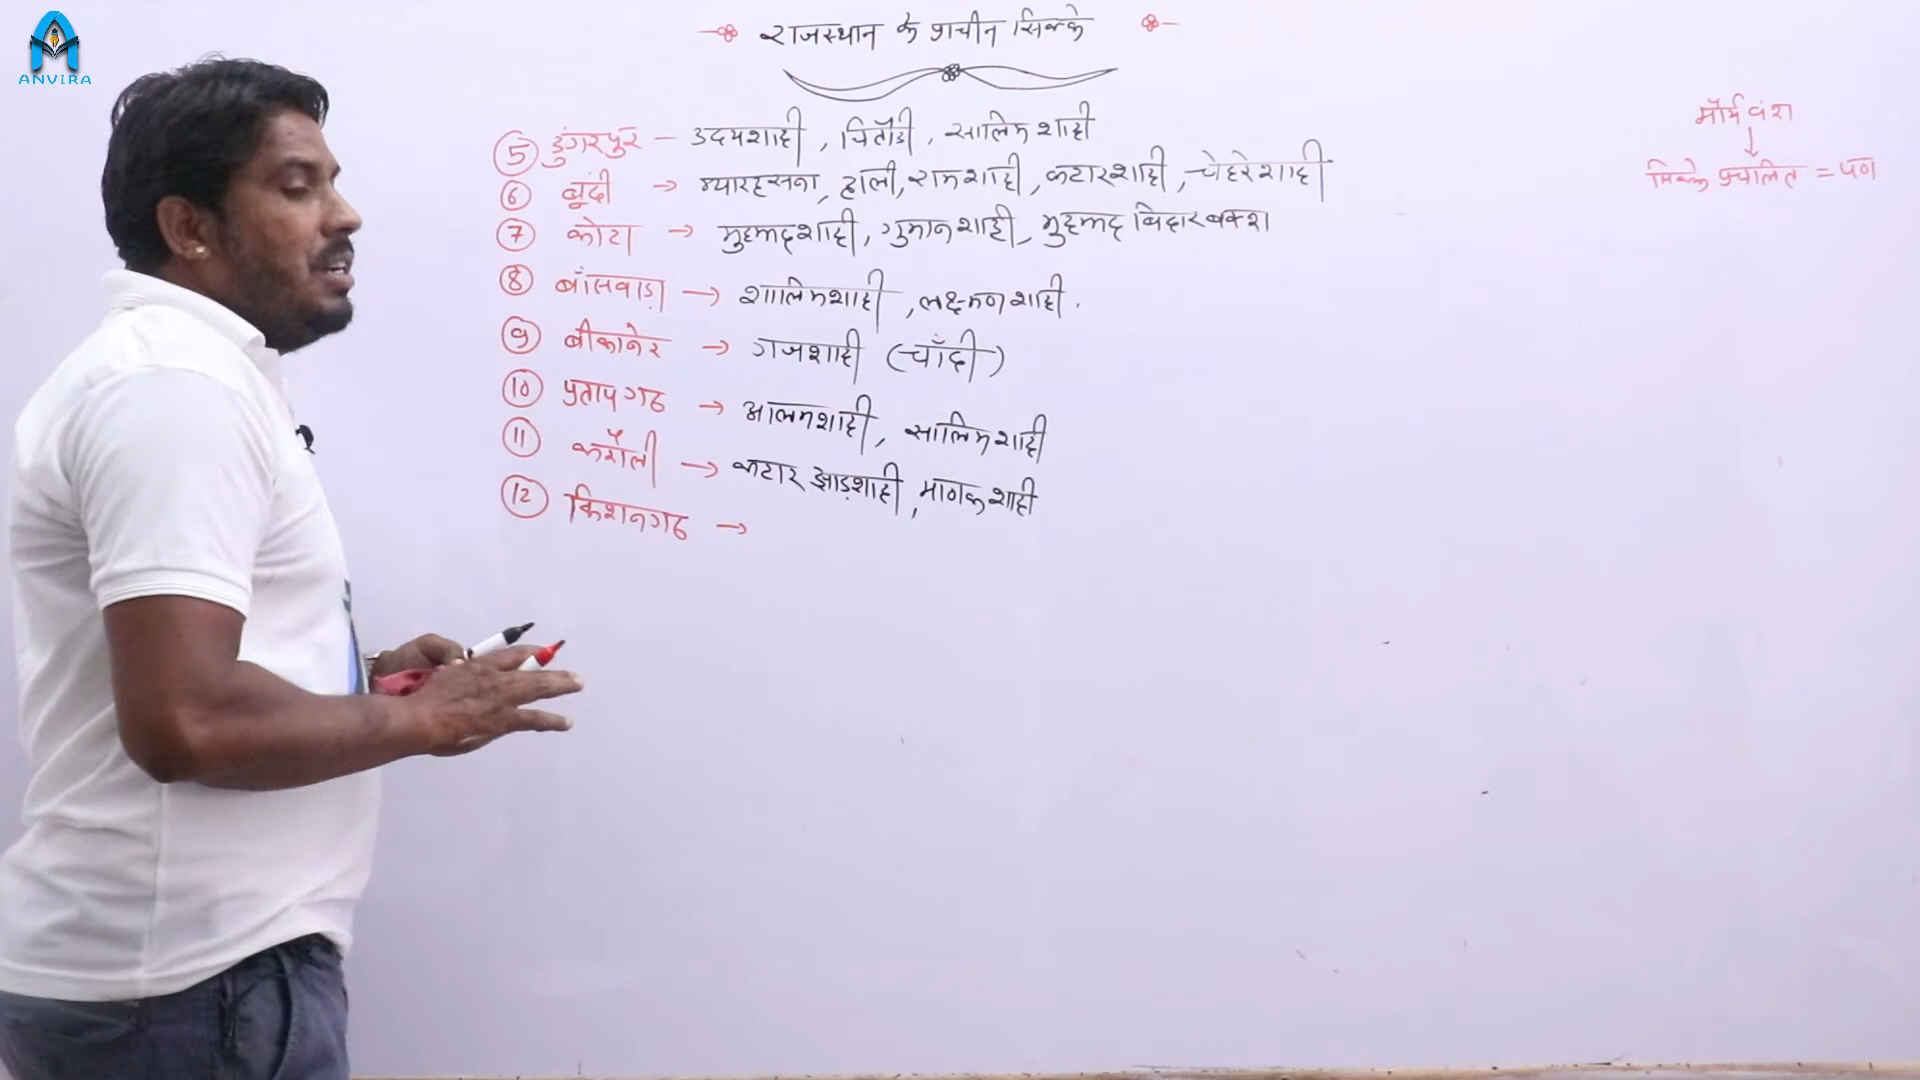 ANVIRA
राजस्थान के प्राचीन सिक्के
5 डुंगरपुर – उदयशाही, चितौडी, सालिमशाही
6 बूंदी → ग्यारहसना, हाली, रामशाही, कटारशाही, चेहरेशाही
7 कोटा → मुहम्मदशाही, गुमानशाही, मुहम्मद बिदारबक्श
8 बाँसवाड़ा → शालिमशाही, लक्ष्मणशाही.
9 बीकानेर → गजशाही (चाँदी)
10 प्रतापगढ → आलमशाही, सालिमशाही
11 करौली → कटार झाड़शाही, माणकशाही
12 किशनगढ →
मौर्य वंश
↓
सिक्के प्रचलित = पण